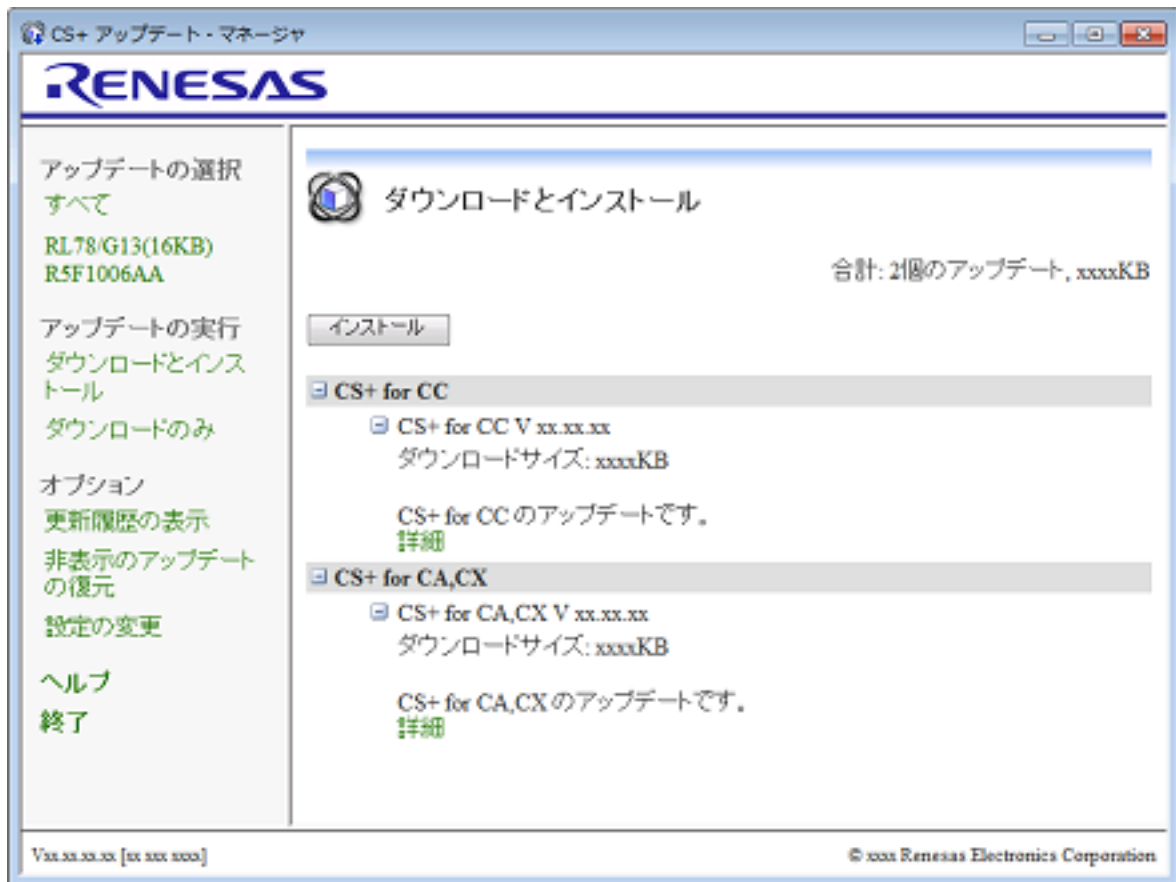 CS+ アップデート・マネージャ
RENESAS
アップデートの選択
すべて
RL78/G13(16KB)
R5F1006AA
アップデートの実行
ダウンロードとインス
トール
ダウンロードのみ
オプション
更新履歴の表示
非表示のアップデート
の復元
設定の変更
ヘルプ
終了
ダウンロードとインストール
合計: 2個のアップデート, xxxxKB
インストール
CS+ for CC
CS+ for CC V xx.xx.xx
ダウンロードサイズ: xxxxKB
CS+ for CC のアップデートです。
詳細
CS+ for CA,CX
CS+ for CA,CX V xx.xx.xx
ダウンロードサイズ: xxxxKB
CS+ for CA,CX のアップデートです。
詳細
Vxx.xx.xx.xx [xx xxx xxxx]
© xxxx Renesas Electronics Corporation